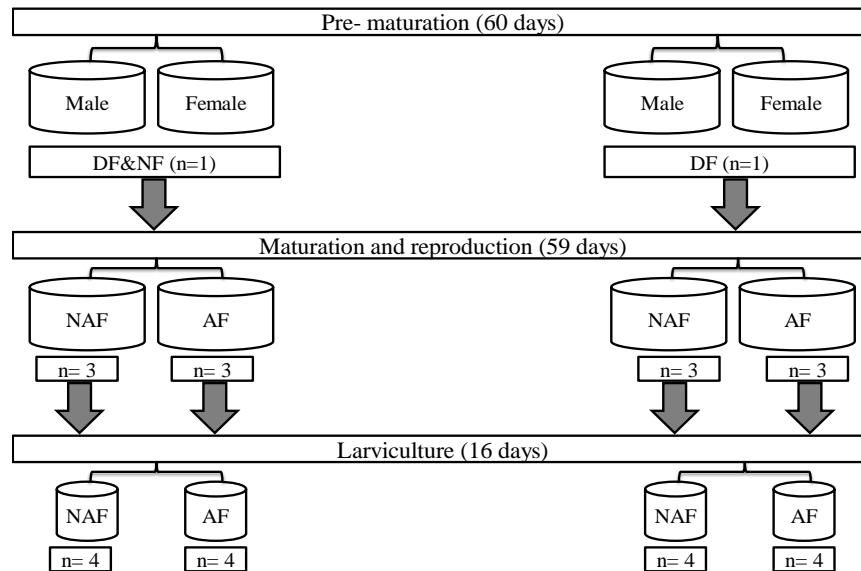 Pre- maturation (60 days)
Male Female Male Female
DF&NF (n=1) DF (n=1)
Maturation and reproduction (59 days)
NAF AF NAF AF
n= 3 n= 3 n= 3 n= 3
Larviculture (16 days)
NAF AF NAF AF
n= 4 n= 4 n= 4 n= 4